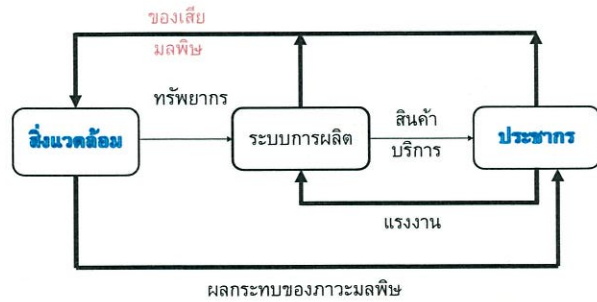 ของเสีย
มลพิษ
ทรัพยากร
สิ่งแวดล้อม
ระบบการผลิต
สินค้า
บริการ
ประชากร
แรงงาน
ผลกระทบของภาวะมลพิษ